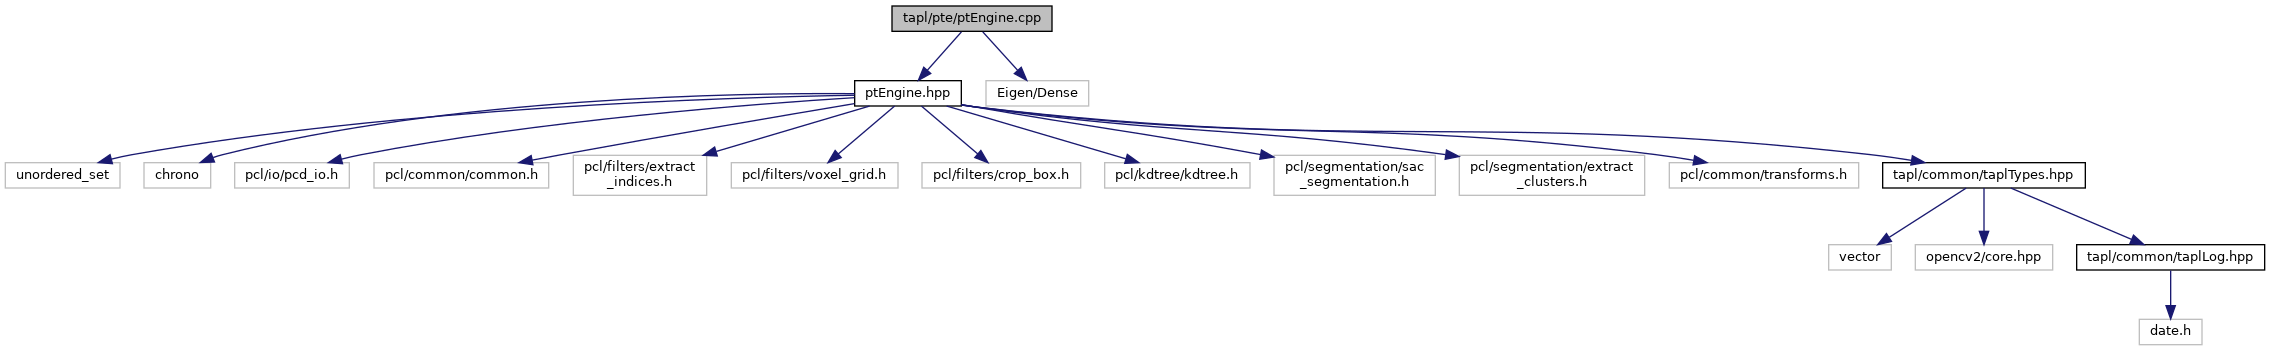 tapl/pte/ptEngine.cpp
ptEngine.hpp
Eigen/Dense
unordered_set
chrono
pcl/io/pcd_io.h
pcl/common/common.h
pcl/filters/extract
_indices.h
pcl/filters/voxel_grid.h
pcl/filters/crop_box.h
pcl/kdtree/kdtree.h
pcl/segmentation/sac
_segmentation.h
pcl/segmentation/extract
_clusters.h
pcl/common/transforms.h
tapl/common/taplTypes.hpp
vector
opencv2/core.hpp
tapl/common/taplLog.hpp
date.h